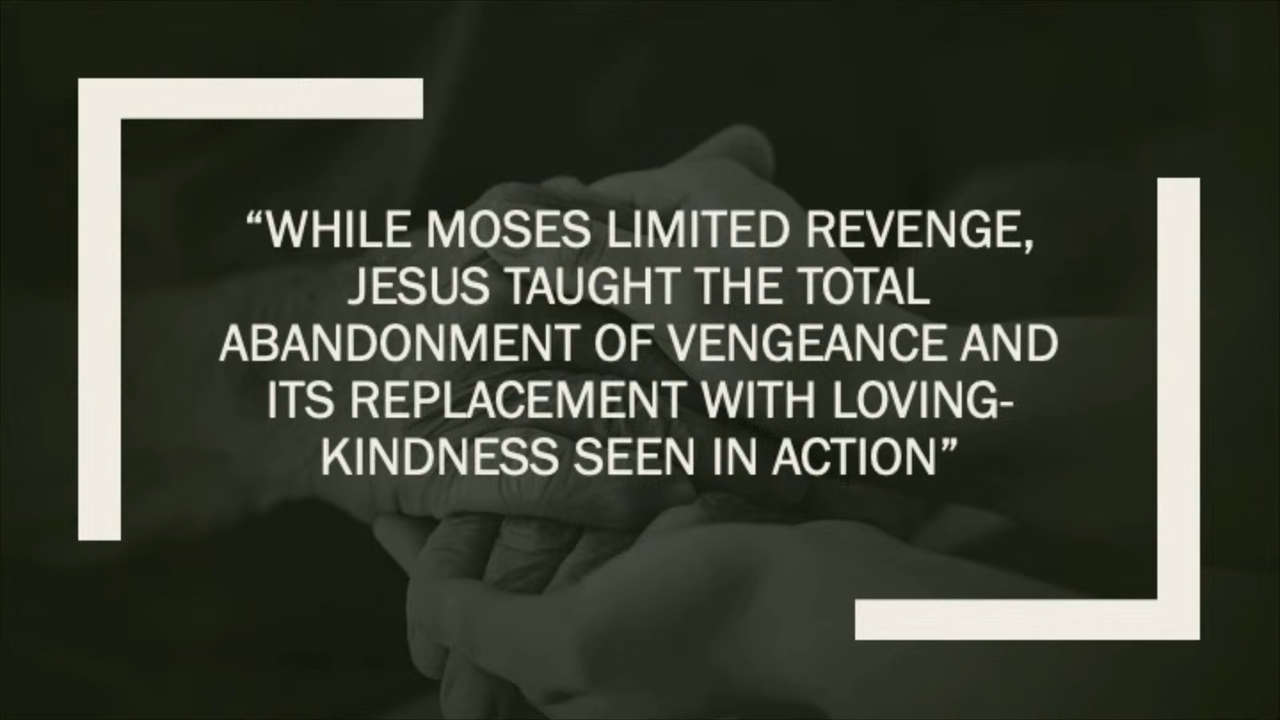 “WHILE MOSES LIMITED REVENGE,
JESUS TAUGHT THE TOTAL
ABANDONMENT OF VENGEANCE AND
ITS REPLACEMENT WITH LOVING-
KINDNESS SEEN IN ACTION”